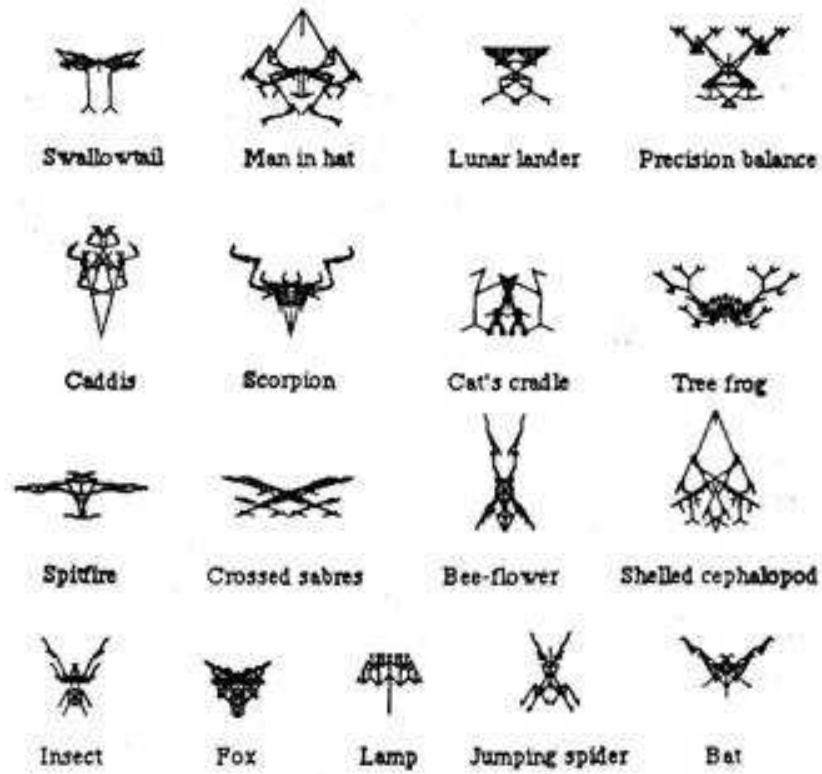 Swallowtail Man in hat Lunar lander Precision balance
Caddis Scorpion Cat's cradle Tree frog
Spitfire Crossed sabres Bee-flower Shelled cephalopod
Insect Fox Lamp Jumping spider Bat